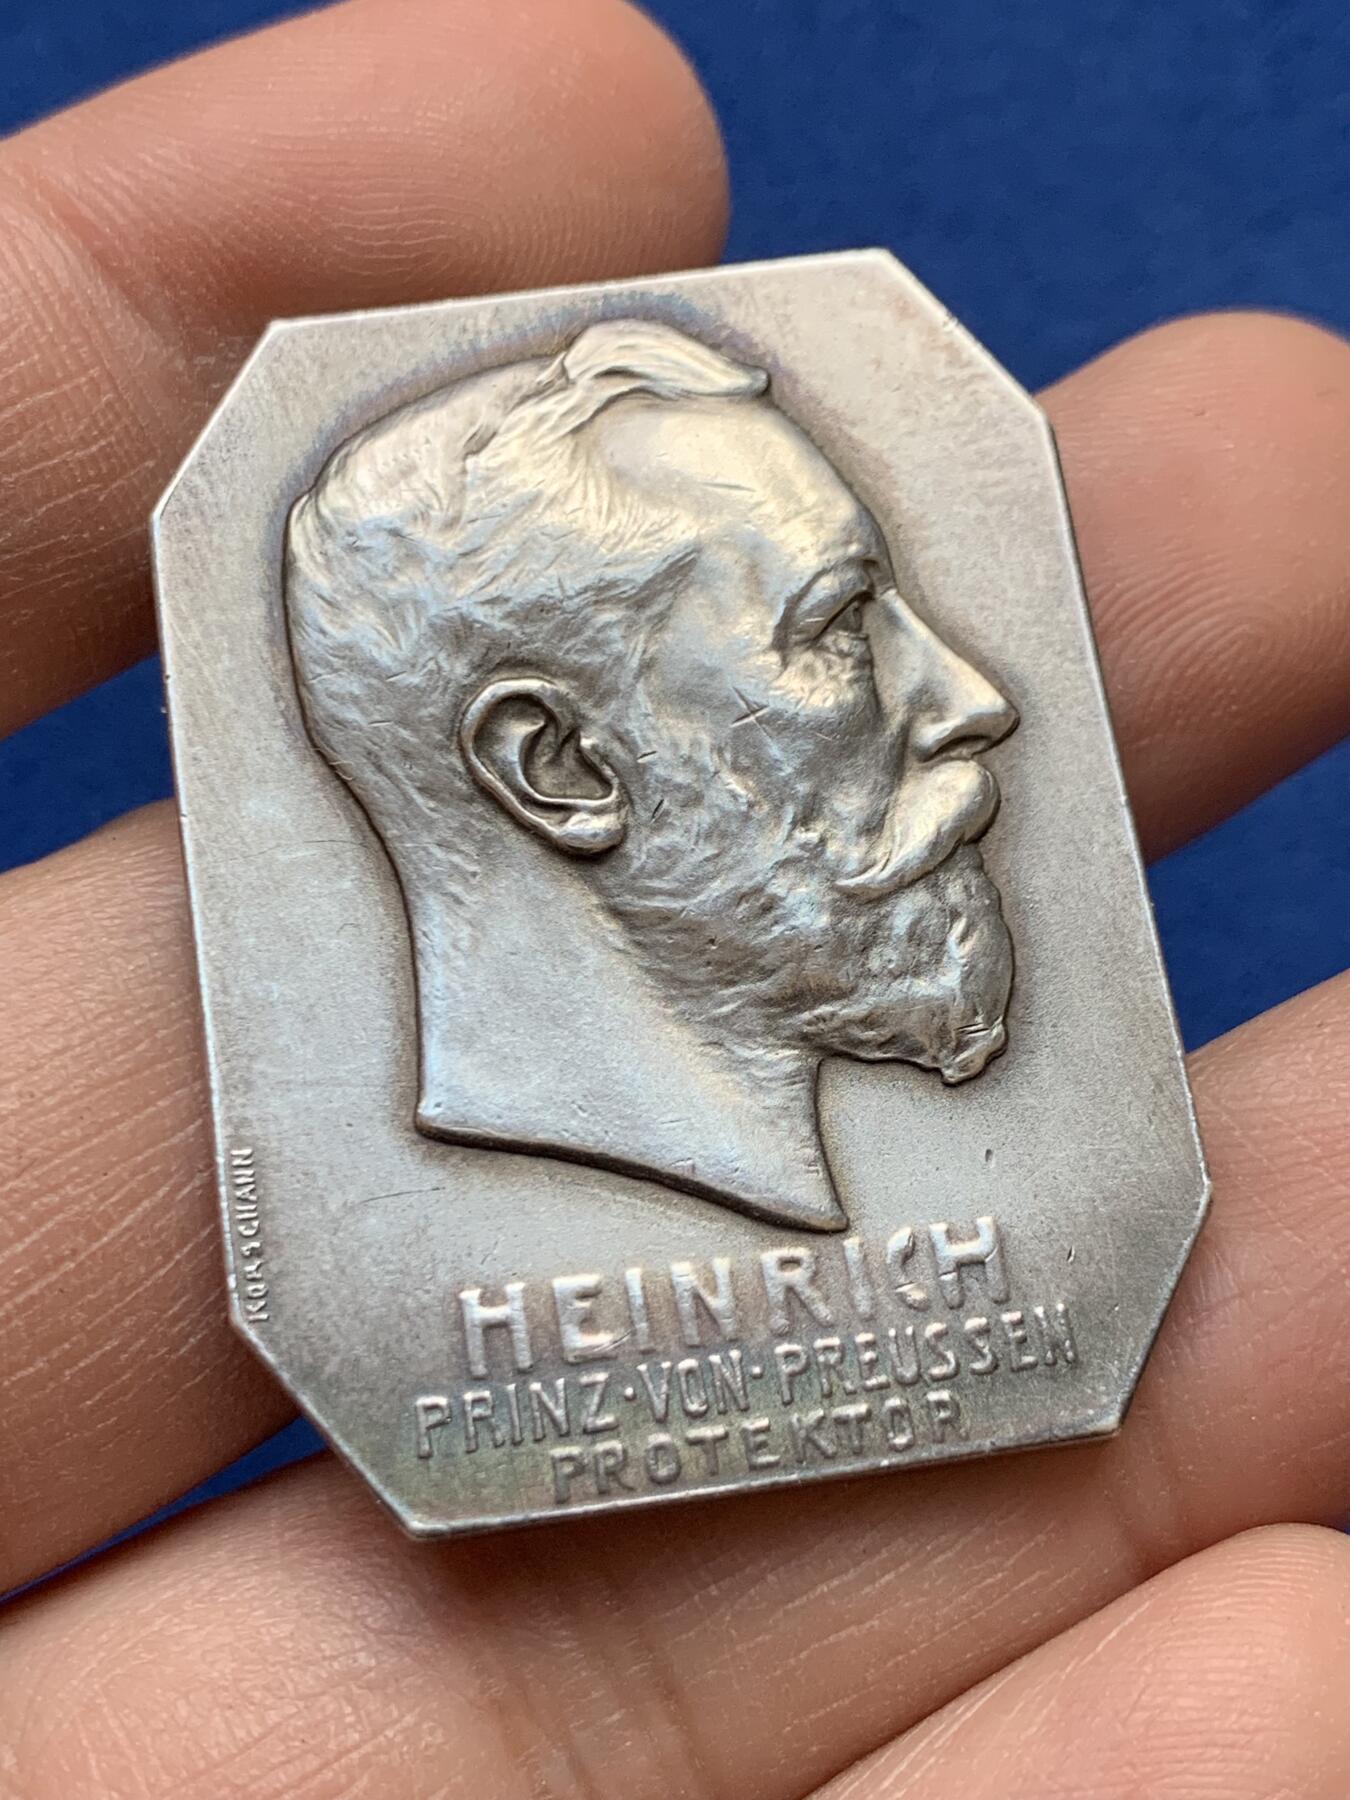 HEINRICH
PRINZ·VON·PREUSSEN
PROTEKTOR
KORSCHANN